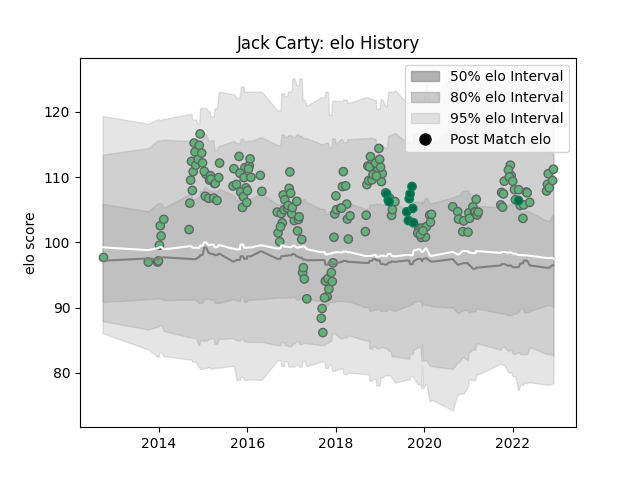 Jack Carty: elo History
50% elo Interval
80% elo Interval
95% elo Interval
Post Match elo
elo score
120
110
100
90
80
2014 2016 2018 2020 2022